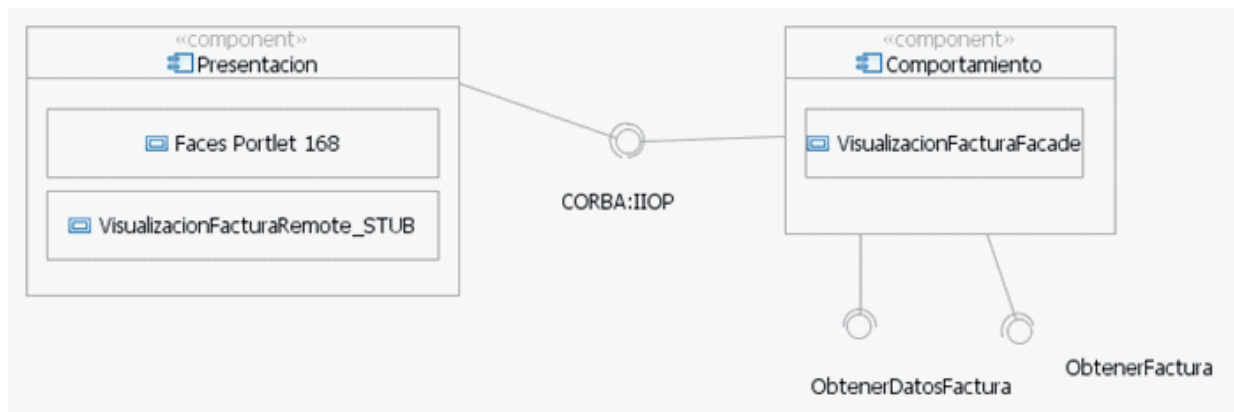 «component»
Presentacion
Faces Portlet 168
VisualizacionFacturaRemote_STUB
CORBA:IIOP
«component»
Comportamiento
VisualizacionFacturaFacade
ObtenerDatosFactura
ObtenerFactura